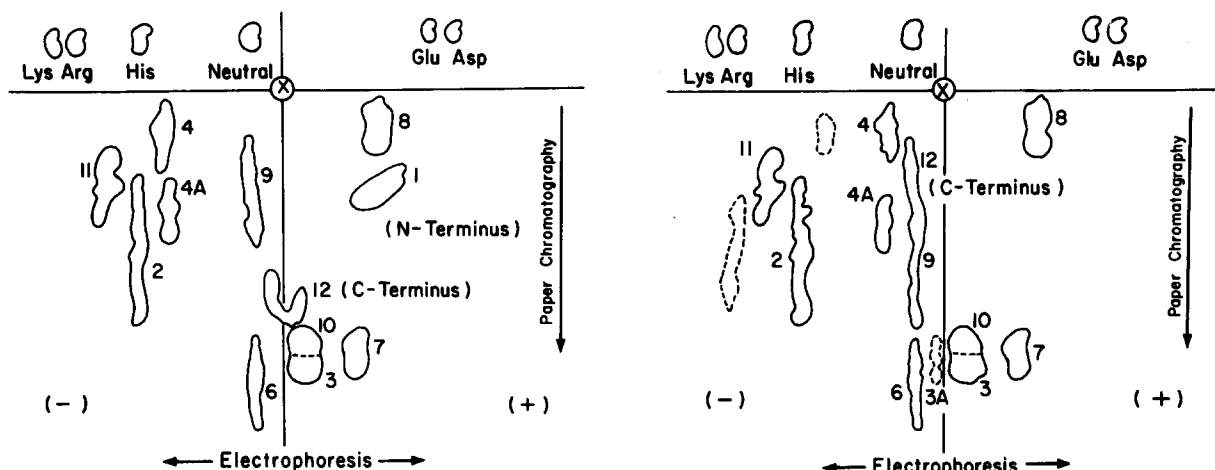 Lys Arg His Neutral Glu Asp
X
4
8
11
9
1
4A
(N-Terminus)
2
12 (C-Terminus)
10
7
6
3
(-) (+)
Electrophoresis
Paper Chromatography
Lys Arg His Neutral Glu Asp
X
4
8
11
12
(C-Terminus)
4A
2
9
10
7
6
3A
3
(-) (+)
Electrophoresis
Paper Chromatography